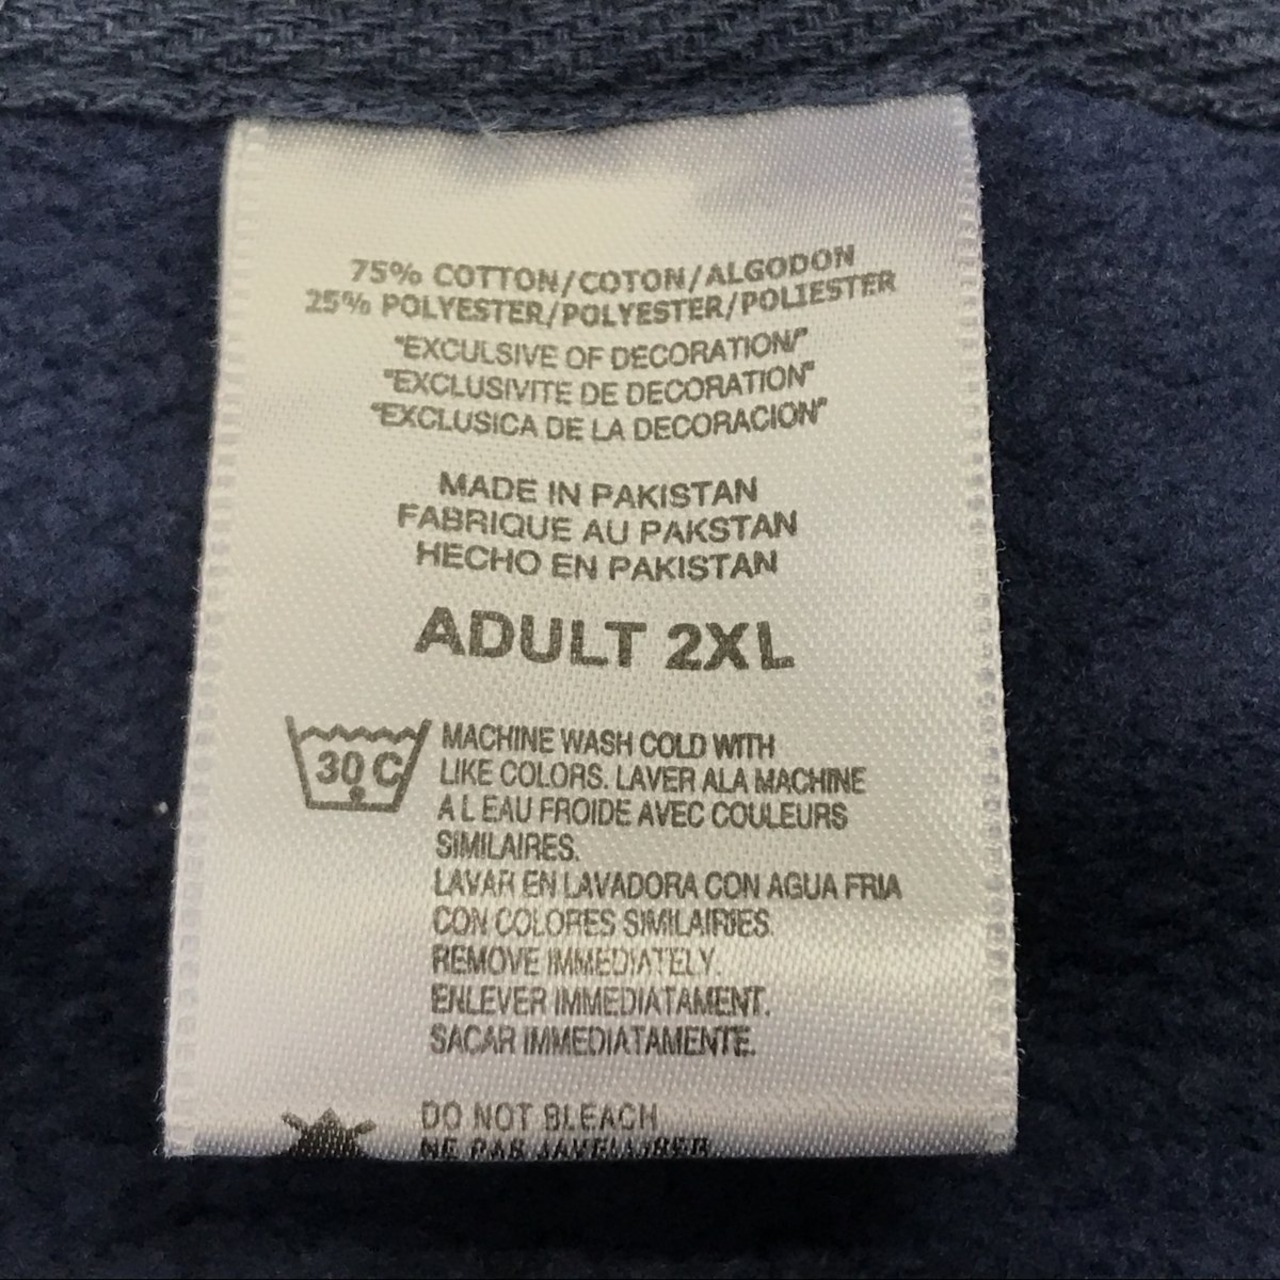 75% COTTON/COTON/ALGODON
25% POLYESTER/POLYESTER/POLIESTER
"EXCULSIVE OF DECORATION/"
"EXCLUSIVITE DE DECORATION"
"EXCLUSICA DE LA DECORACION"
MADE IN PAKISTAN
FABRIQUE AU PAKSTAN
HECHO EN PAKISTAN
ADULT 2XL
30 C
MACHINE WASH COLD WITH
LIKE COLORS. LAVER ALA MACHINE
A L EAU FROIDE AVEC COULEURS
SIMILAIRES.
LAVAR EN LAVADORA CON AGUA FRIA
CON COLORES SIMILAIRIES.
REMOVE IMMEDIATELY.
ENLEVER IMMEDIATAMENT.
SACAR IMMEDIATAMENTE.
DO NOT BLEACH
NE PAS